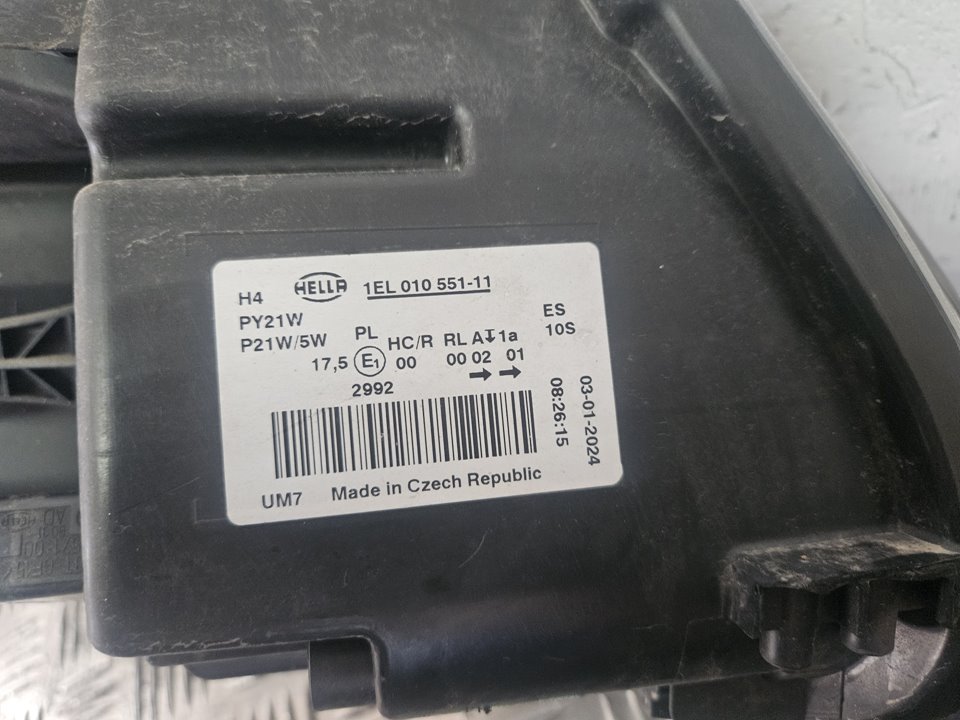 H4 HELLA 1EL 010 551-11
PY21W ES
P21W/5W PL HC/R RL A 1a 10S
17,5 E1 00 00 02 01
2992
UM7 Made in Czech Republic
08:26:15
03-01-2024